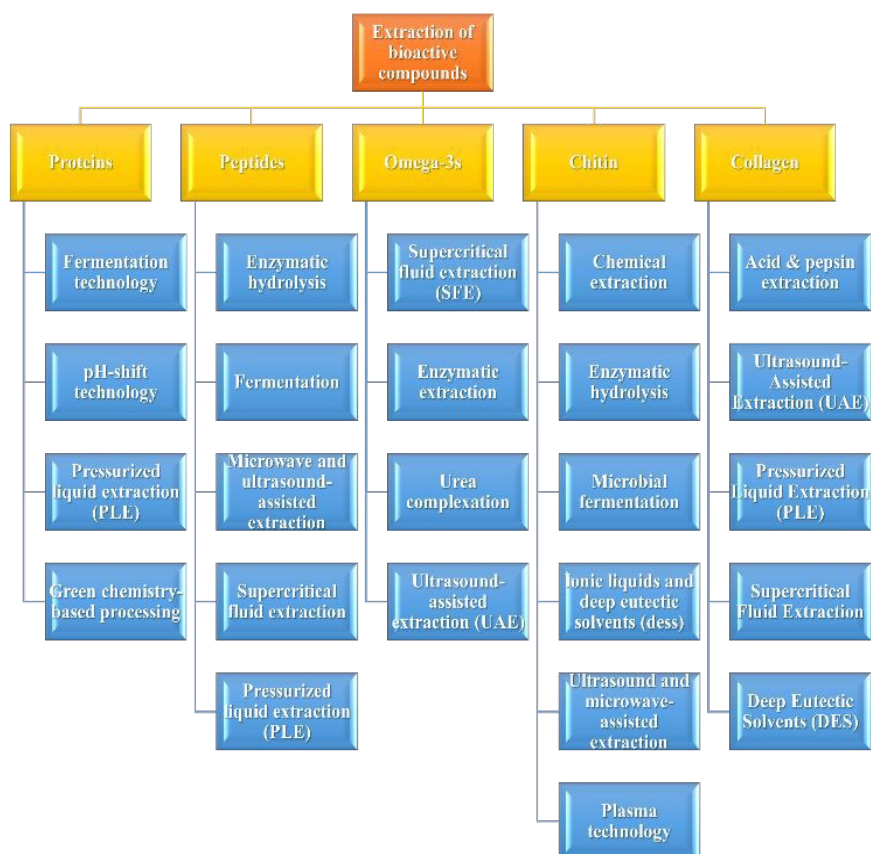 Extraction of
bioactive
compounds
Proteins
Peptides
Omega-3s
Chitin
Collagen
Fermentation
technology
pH-shift
technology
Pressurized
liquid extraction
(PLE)
Green chemistry-
based processing
Enzymatic
hydrolysis
Fermentation
Microwave and
ultrasound-
assisted
extraction
Supercritical
fluid extraction
Pressurized
liquid extraction
(PLE)
Supercritical
fluid extraction
(SFE)
Enzymatic
extraction
Urea
complexation
Ultrasound-
assisted
extraction (UAE)
Chemical
extraction
Enzymatic
hydrolysis
Microbial
fermentation
Ionic liquids and
deep eutectic
solvents (dess)
Ultrasound and
microwave-
assisted
extraction
Plasma
technology
Acid & pepsin
extraction
Ultrasound-
Assisted
Extraction (UAE)
Pressurized
Liquid Extraction
(PLE)
Supercritical
Fluid Extraction
Deep Eutectic
Solvents (DES)